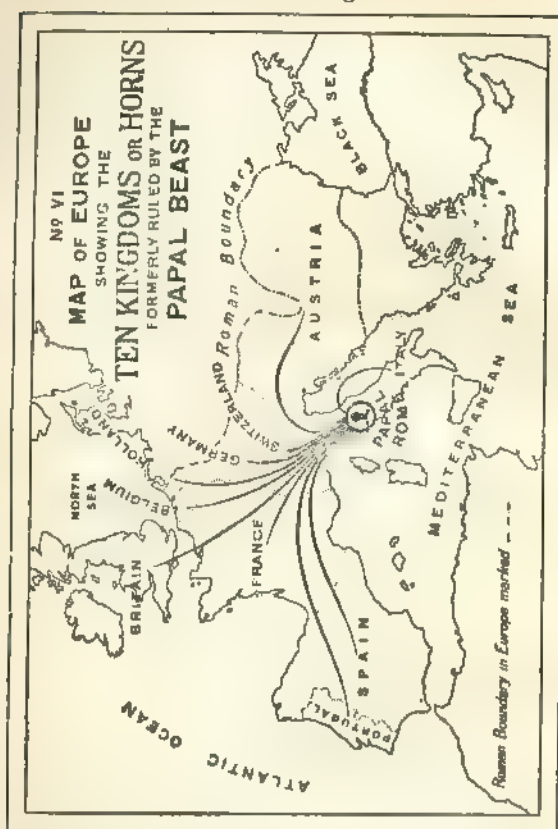 Nº VI
MAP OF EUROPE
SHOWING THE
TEN KINGDOMS OR HORNS
FORMERLY RULED BY THE
PAPAL BEAST
NORTH
SEA
HOLLAND
BELGIUM
BRITAIN
GERMANY
SWITZERLAND
Roman Boundary
BLACK SEA
AUSTRIA
FRANCE
ITALY
PAPAL
ROME
ATLANTIC OCEAN
SPAIN
PORTUGAL
MEDITERRANEAN SEA
Roman Boundary in Europe marked ---